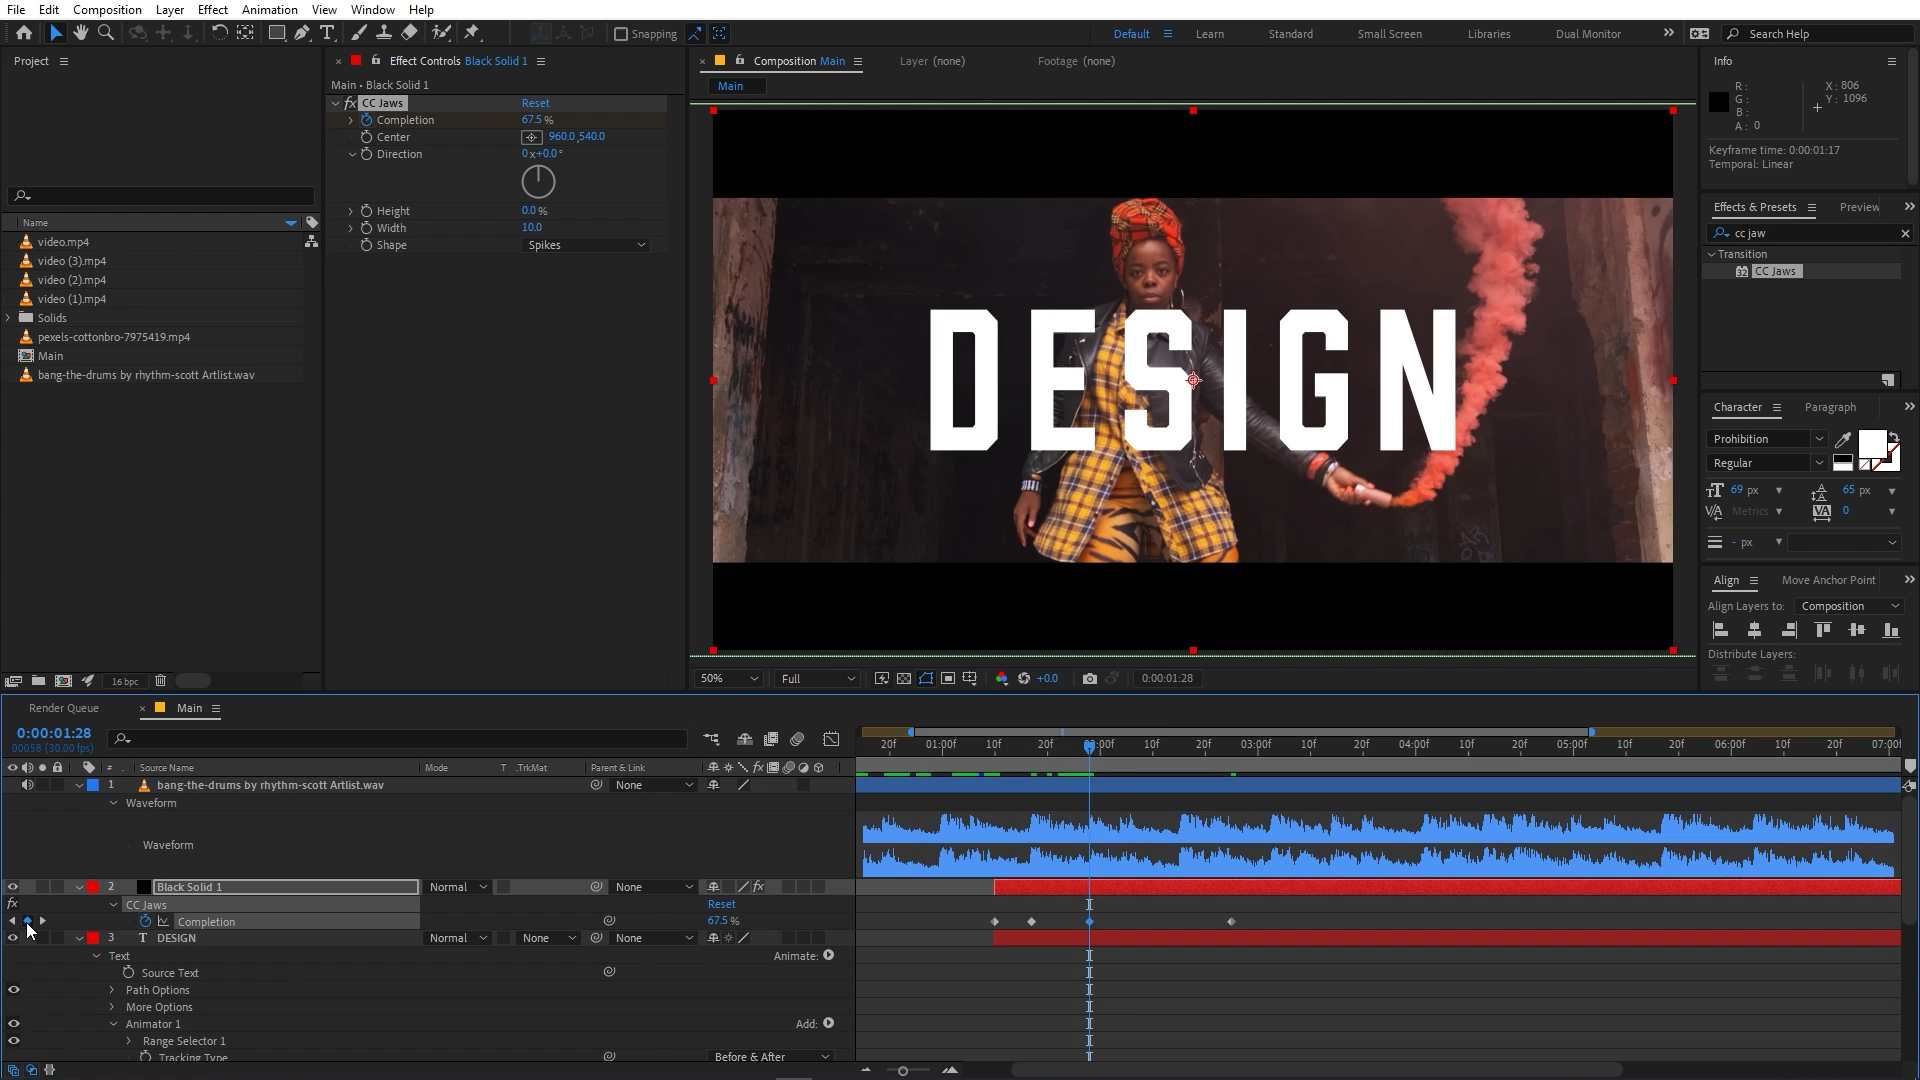 File Edit Composition Layer Effect Animation View Window Help
Snapping Default Learn Standard Small Screen Libraries Dual Monitor Search Help
Project
Name
video.mp4
video (3).mp4
video (2).mp4
video (1).mp4
Solids
pexels-cottonbro-7975419.mp4
Main
bang-the-drums by rhythm-scott Artlist.wav
16 bpc
Effect Controls Black Solid 1
Main • Black Solid 1
fx CC Jaws Reset
Completion 67.5 %
Center 960.0,540.0
Direction 0x+0.0°
Height 0.0 %
Width 10.0
Shape Spikes
Composition Main Layer (none) Footage (none)
Main
DESIGN
50% Full +0.0 0:00:01:28
Info
R: X: 806
G: Y: 1096
B:
A: 0
Keyframe time: 0:00:01:17
Temporal: Linear
Effects & Presets Preview
cc jaw
Transition
32 CC Jaws
Character Paragraph
Prohibition
Regular
69 px 65 px
Metrics 0
- px
Align Move Anchor Point
Align Layers to: Composition
Distribute Layers:
Render Queue Main
0:00:01:28
00058 (30.00 fps)
20f 01:00f 10f 20f 02:00f 10f 20f 03:00f 10f 20f 04:00f 10f 20f 05:00f 10f 20f 06:00f 10f 20f 07:00f
# Source Name Mode T .TrkMat Parent & Link
1 bang-the-drums by rhythm-scott Artlist.wav None
Waveform
Waveform
2 Black Solid 1 Normal None fx
fx CC Jaws Reset
Completion 67.5 %
3 T DESIGN Normal None None
Text Animate:
Source Text
Path Options
More Options
Animator 1 Add:
Range Selector 1
Tracking Type Before & After